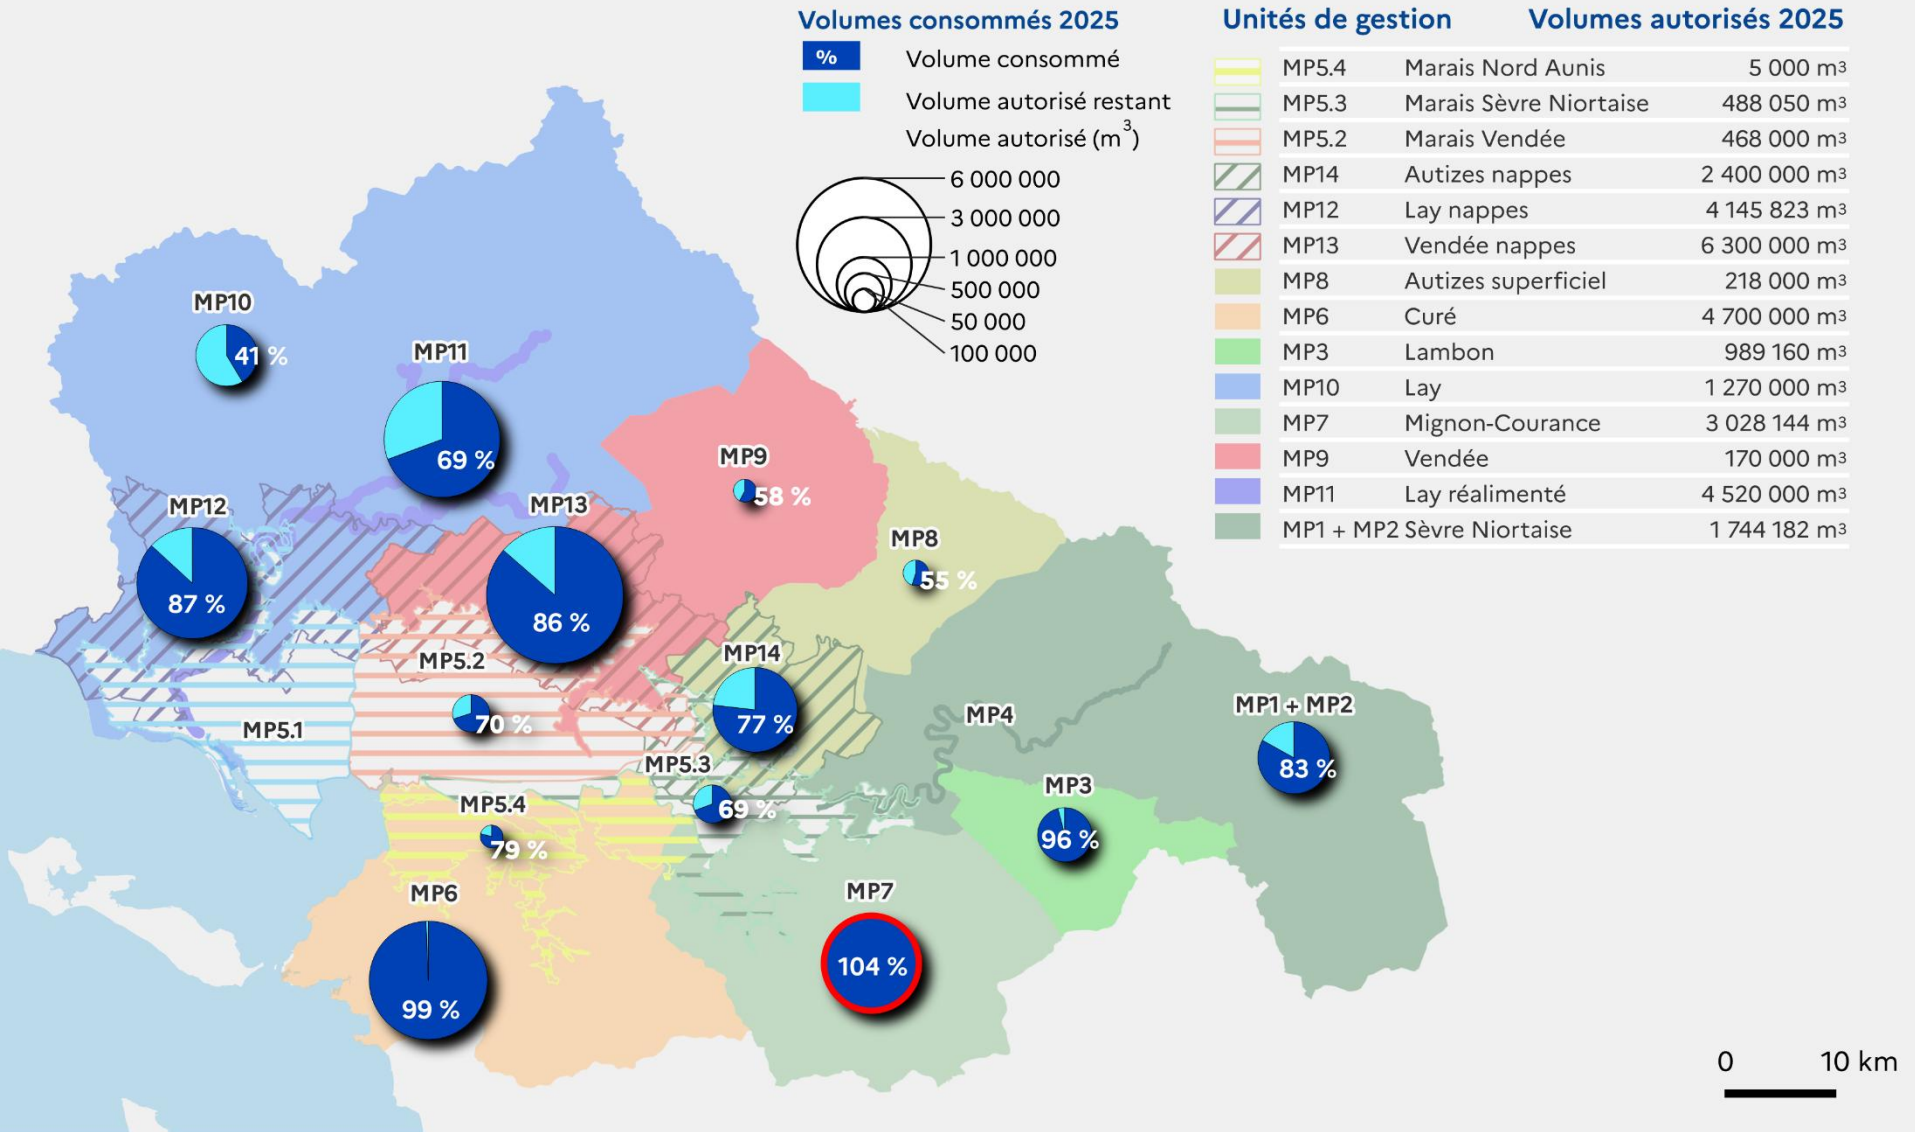 Volumes consommés 2025
% Volume consommé
Volume autorisé restant
Volume autorisé (m³)
6 000 000
3 000 000
1 000 000
500 000
50 000
100 000
Unités de gestion Volumes autorisés 2025
MP5.4 Marais Nord Aunis 5 000 m³
MP5.3 Marais Sèvre Niortaise 488 050 m³
MP5.2 Marais Vendée 468 000 m³
MP14 Autizes nappes 2 400 000 m³
MP12 Lay nappes 4 145 823 m³
MP13 Vendée nappes 6 300 000 m³
MP8 Autizes superficiel 218 000 m³
MP6 Curé 4 700 000 m³
MP3 Lambon 989 160 m³
MP10 Lay 1 270 000 m³
MP7 Mignon-Courance 3 028 144 m³
MP9 Vendée 170 000 m³
MP11 Lay réalimenté 4 520 000 m³
MP1 + MP2 Sèvre Niortaise 1 744 182 m³
MP10
41 %
MP11
69 %
MP9
58 %
MP12
87 %
MP13
86 %
MP8
55 %
MP5.2
70 %
MP14
77 %
MP5.1
MP4
MP1 + MP2
83 %
MP5.3
69 %
MP3
96 %
MP5.4
79 %
MP6
99 %
MP7
104 %
0 10 km